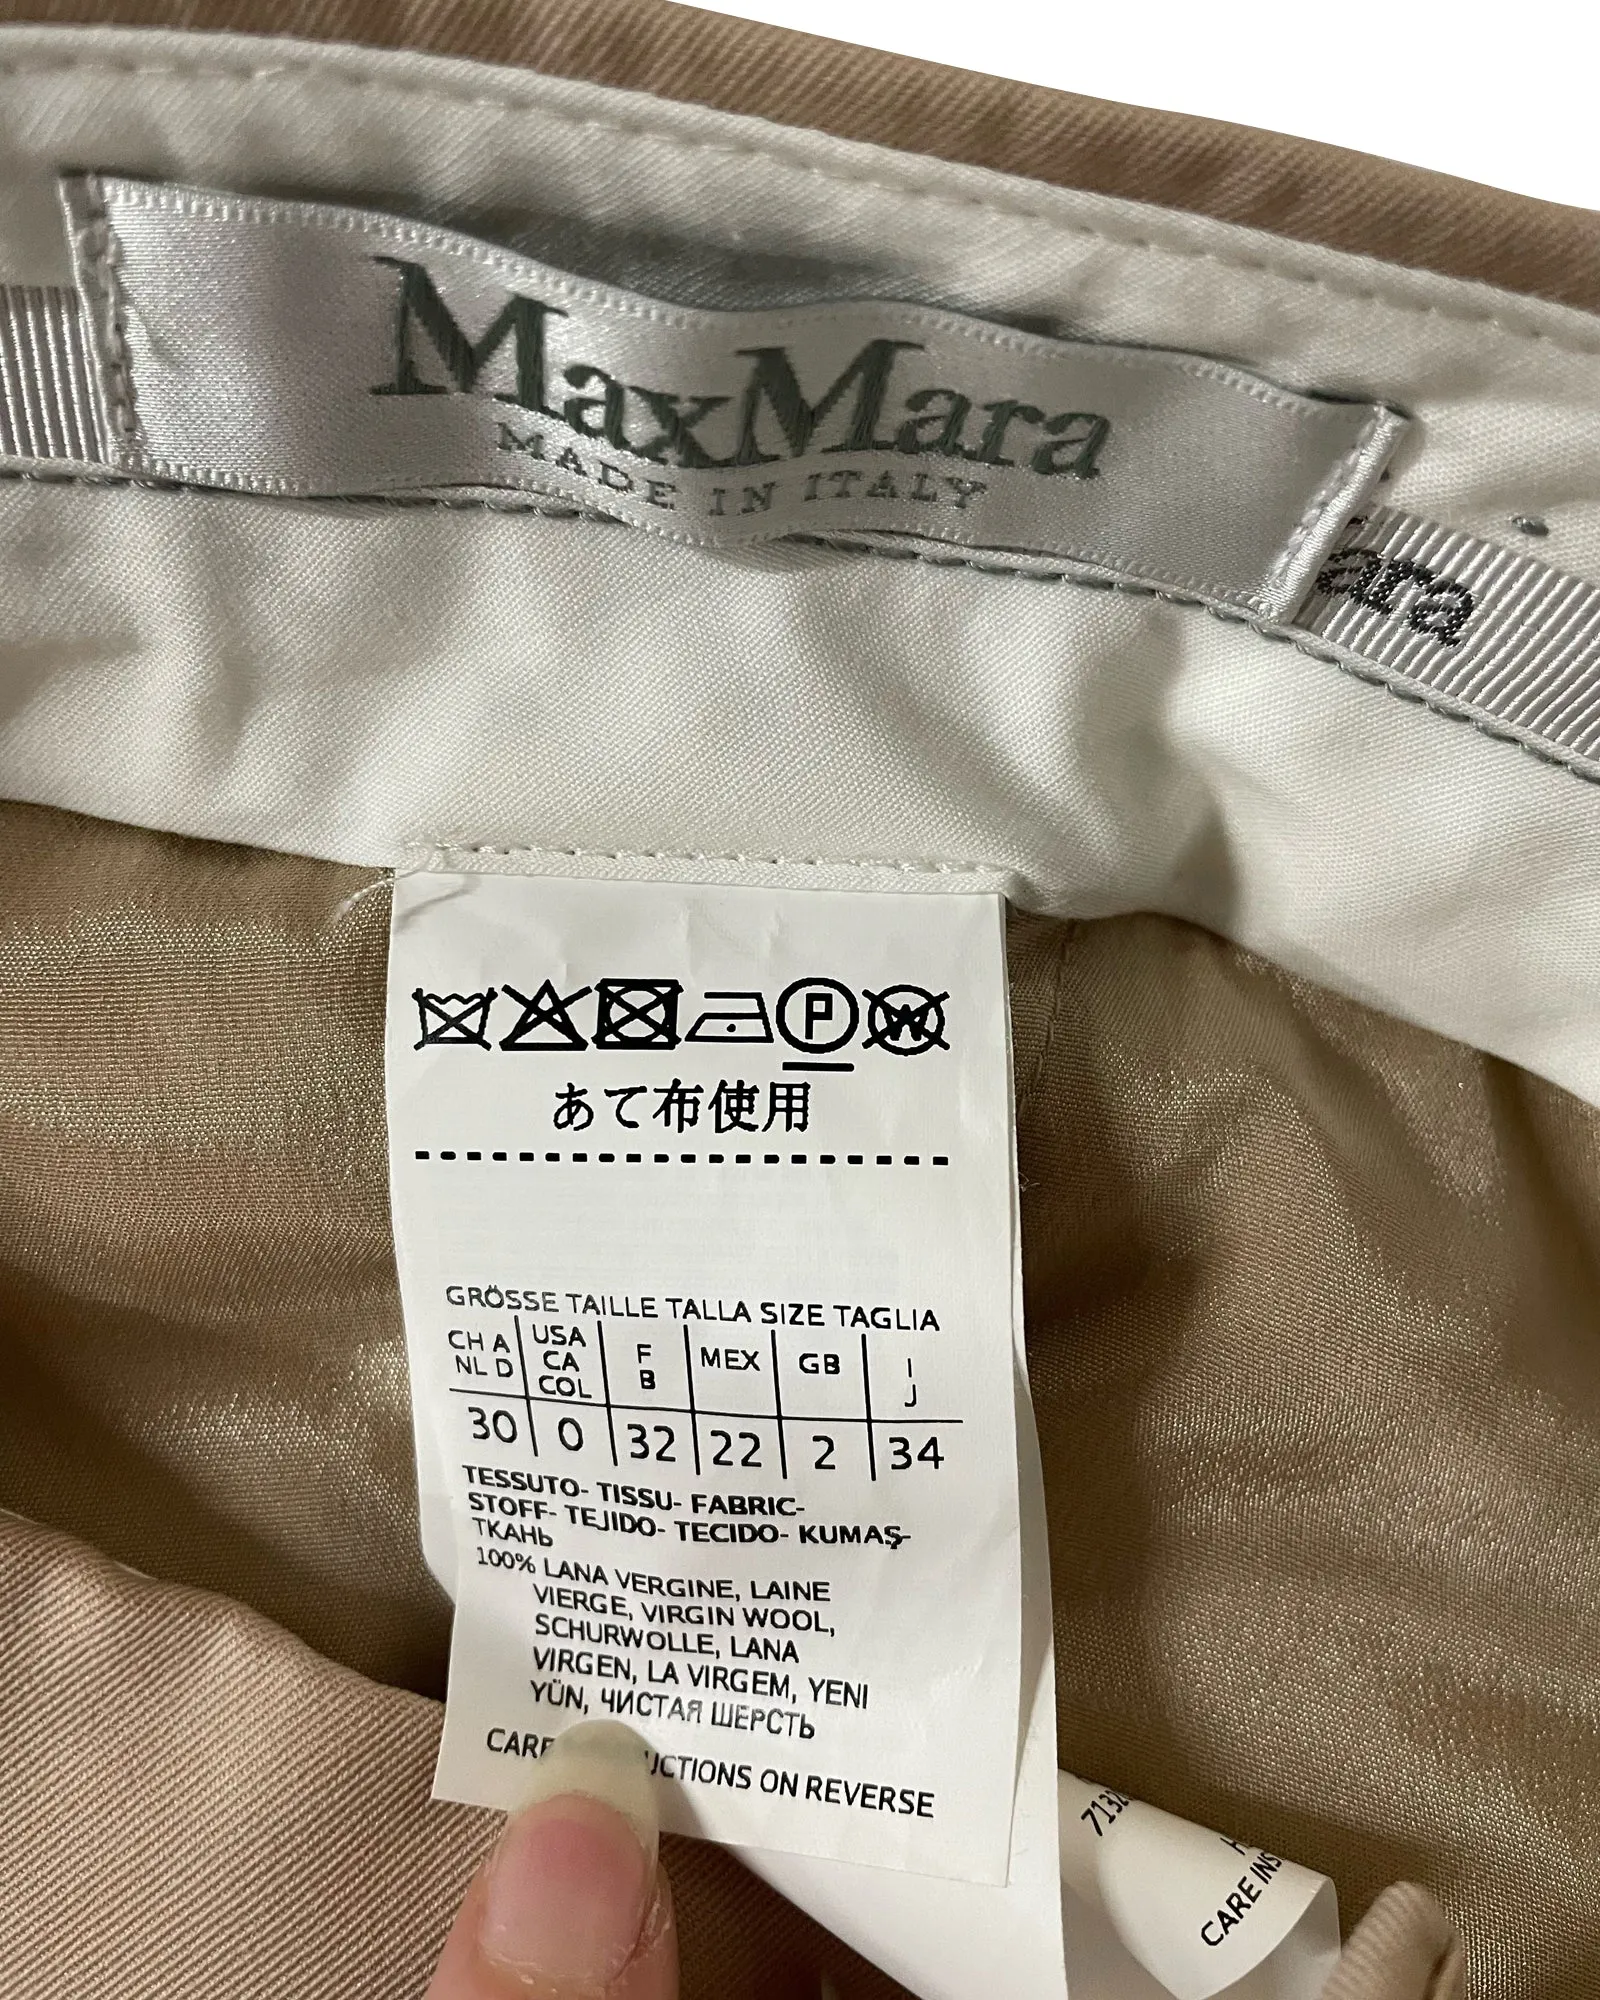 MaxMara
MADE IN ITALY
ara
P
W
あて布使用
GRÖSSE TAILLE TALLA SIZE TAGLIA
CH A NL D USA CA COL F B MEX GB I J
30 0 32 22 2 34
TESSUTO- TISSU- FABRIC-
STOFF- TEJIDO- TECIDO- KUMAŞ-
ТКАНЬ
100% LANA VERGINE, LAINE
VIERGE, VIRGIN WOOL,
SCHURWOLLE, LANA
VIRGEN, LA VIRGEM, YENI
YÜN, ЧИСТАЯ ШЕРСТЬ
CARE UCTIONS ON REVERSE
CARE INS